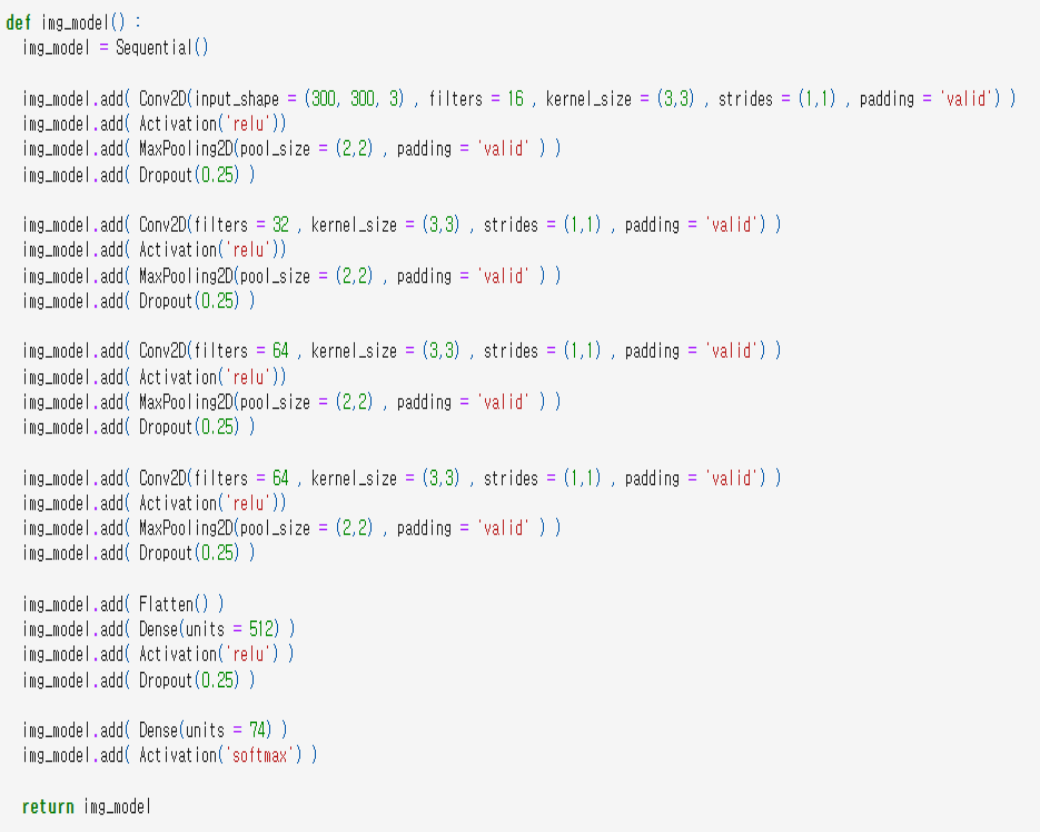 def img_model() :
  img_model = Sequential()

  img_model.add( Conv2D(input_shape = (300, 300, 3) , filters = 16 , kernel_size = (3,3) , strides = (1,1) , padding = 'valid') )
  img_model.add( Activation('relu'))
  img_model.add( MaxPooling2D(pool_size = (2,2) , padding = 'valid' ) )
  img_model.add( Dropout(0.25) )

  img_model.add( Conv2D(filters = 32 , kernel_size = (3,3) , strides = (1,1) , padding = 'valid') )
  img_model.add( Activation('relu'))
  img_model.add( MaxPooling2D(pool_size = (2,2) , padding = 'valid' ) )
  img_model.add( Dropout(0.25) )

  img_model.add( Conv2D(filters = 64 , kernel_size = (3,3) , strides = (1,1) , padding = 'valid') )
  img_model.add( Activation('relu'))
  img_model.add( MaxPooling2D(pool_size = (2,2) , padding = 'valid' ) )
  img_model.add( Dropout(0.25) )

  img_model.add( Conv2D(filters = 64 , kernel_size = (3,3) , strides = (1,1) , padding = 'valid') )
  img_model.add( Activation('relu'))
  img_model.add( MaxPooling2D(pool_size = (2,2) , padding = 'valid' ) )
  img_model.add( Dropout(0.25) )

  img_model.add( Flatten() )
  img_model.add( Dense(units = 512) )
  img_model.add( Activation('relu') )
  img_model.add( Dropout(0.25) )

  img_model.add( Dense(units = 74) )
  img_model.add( Activation('softmax') )

  return img_model